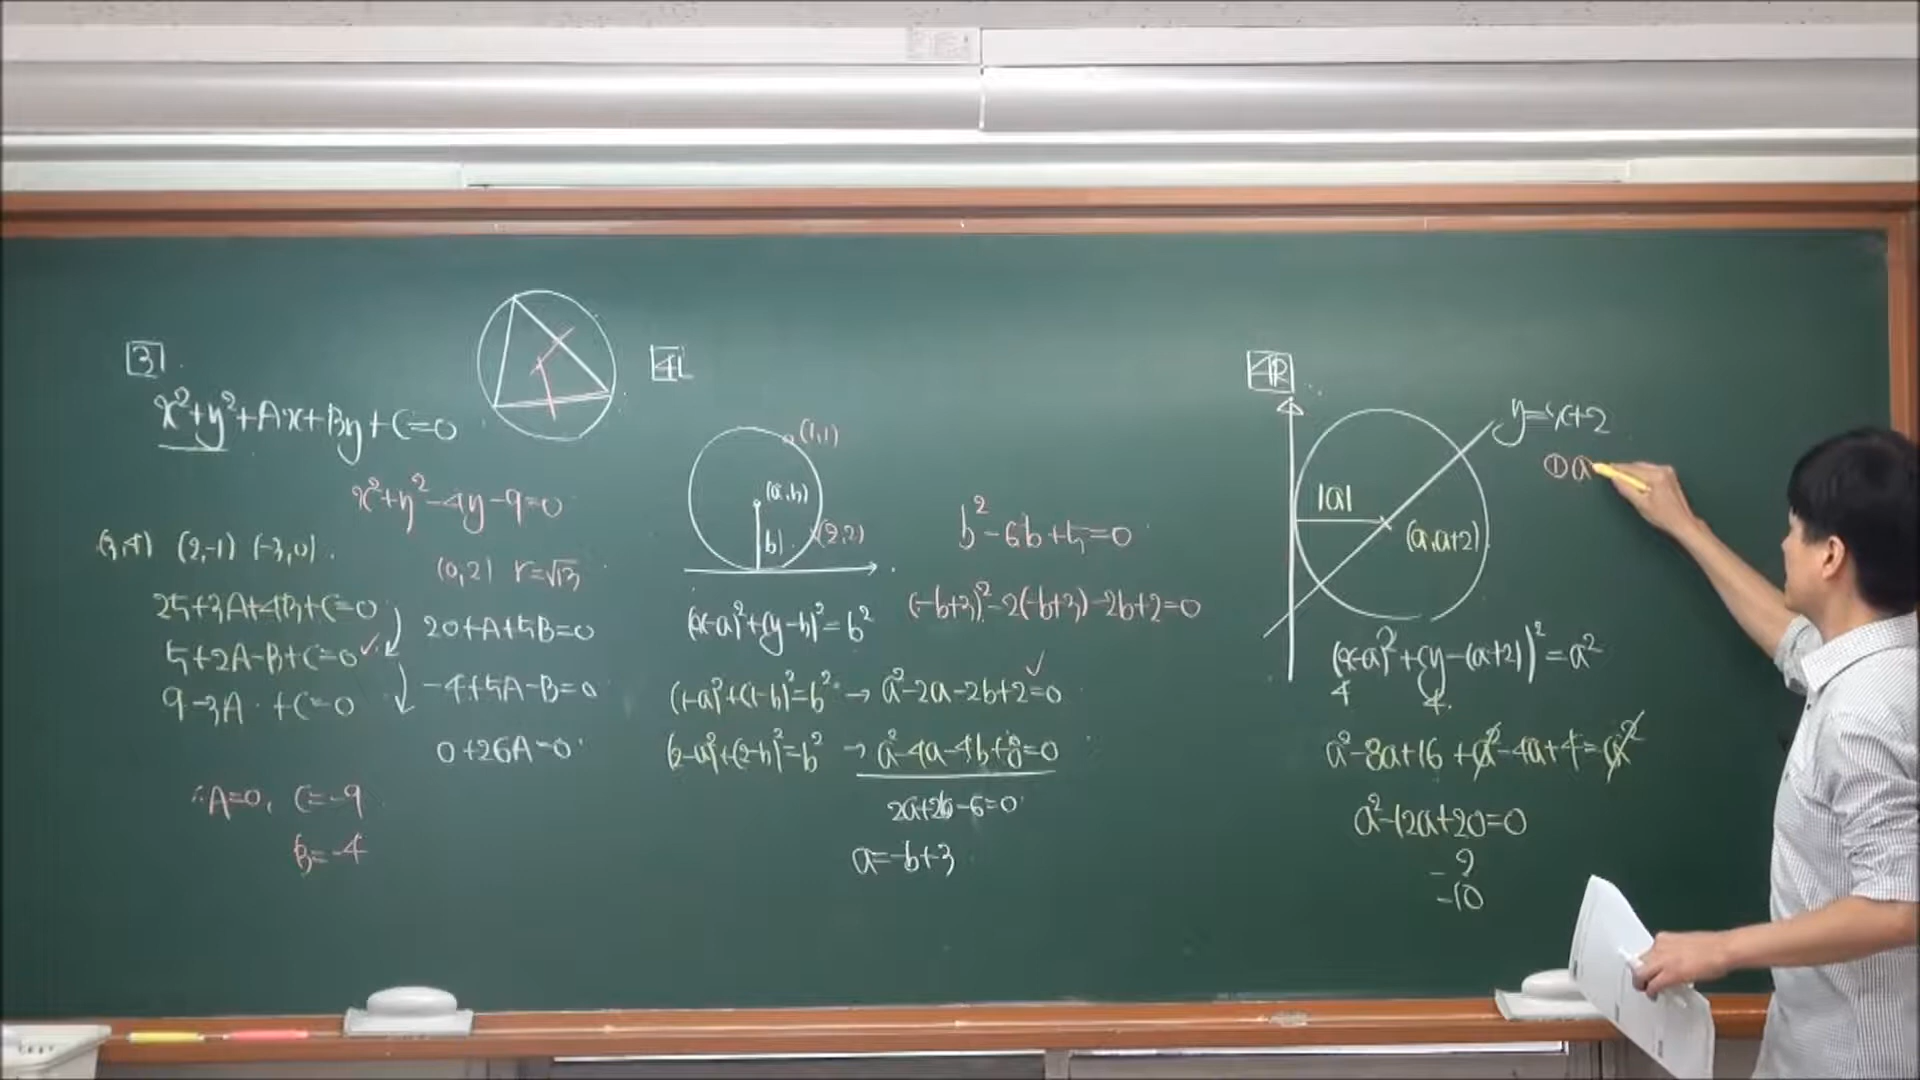 3
x²+y²+Ax+By+C=0
x²+y²-4y-9=0
(3,4) (2,-1) (-3,0).
(0,2) r=√13
25+3A+4B+C=0
5+2A-B+C=0 ✓
9-3A +C=0
20+A+5B=0
-4+5A-B=0
0+26A=0
∴A=0, C=-9
B=-4
4L
(1,1)
(a,b)
|b|
(2,2)
(x-a)²+(y-b)²=b²
(1-a)²+(1-b)²=b² → a²-2a-2b+2=0 ✓
(2-a)²+(2-b)²=b² → a²-4a-4b+8=0
2a+2b-6=0
a=-b+3
b²-6b+5=0
(-b+3)²-2(-b+3)-2b+2=0
4R
y=x+2
①a
|a|
(a,a+2)
(x-a)²+(y-(a+2))²=a²
4 4
a²-8a+16+a²-4a+4=a²
a²-12a+20=0
-2
-10